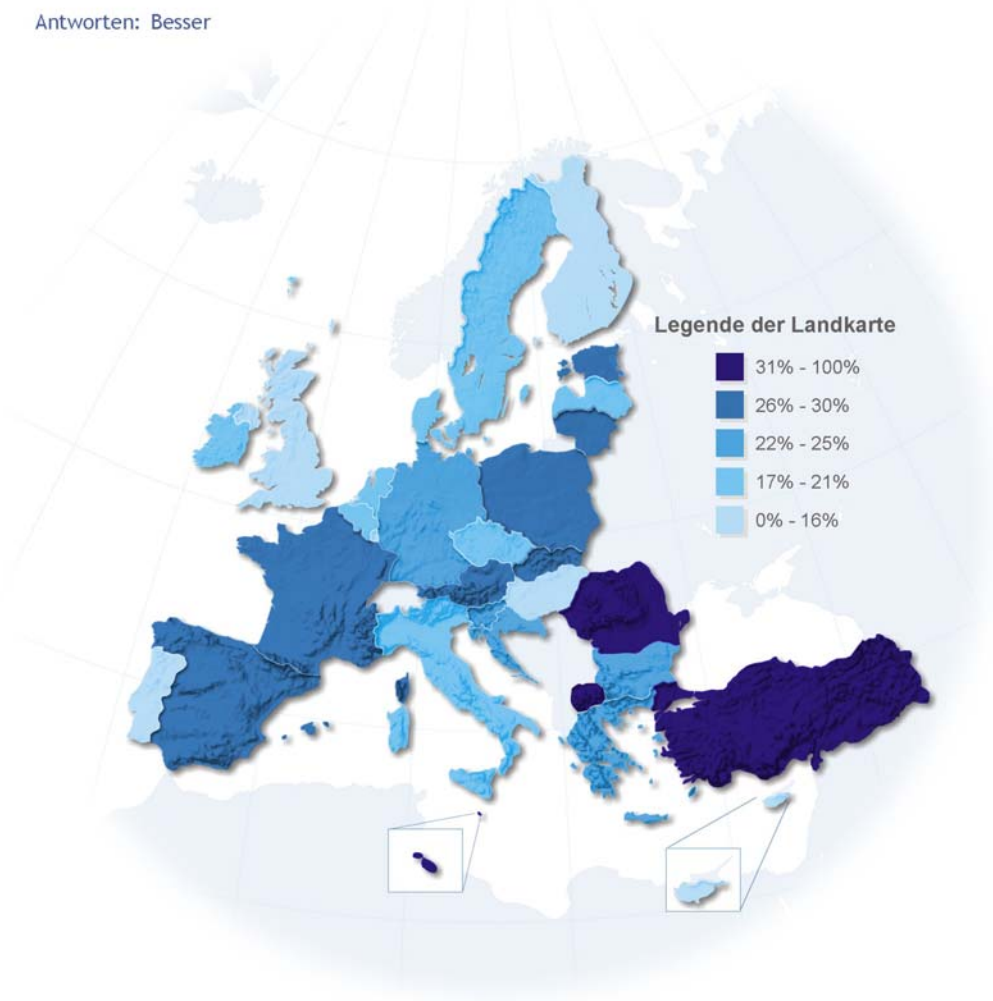 Antworten: Besser
Legende der Landkarte
31% - 100%
26% - 30%
22% - 25%
17% - 21%
0% - 16%